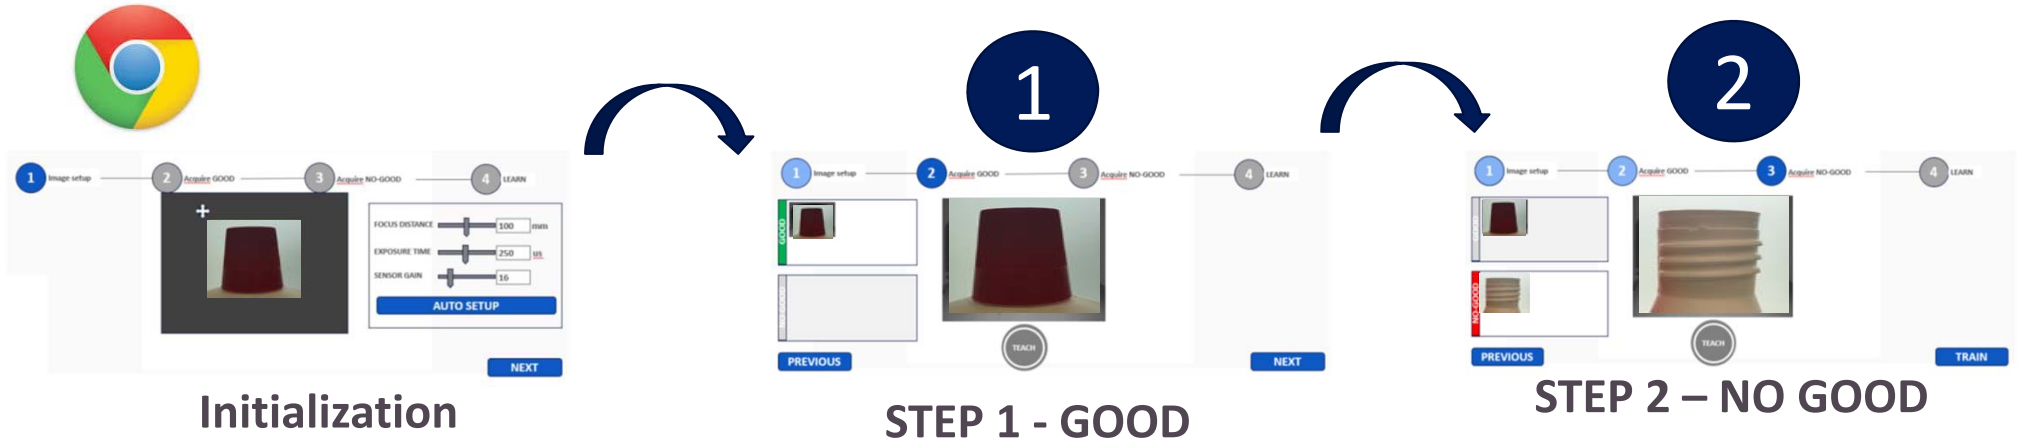 1
2
1 Image setup
2 Acquire GOOD
3 Acquire NO-GOOD
4 LEARN
FOCUS DISTANCE 100 mm
EXPOSURE TIME 250 us
SENSOR GAIN 16
AUTO SETUP
NEXT
Initialization
1 Image setup
2 Acquire GOOD
3 Acquire NO-GOOD
4 LEARN
GOOD
NO-GOOD
TEACH
PREVIOUS
NEXT
STEP 1 - GOOD
1 Image setup
2 Acquire GOOD
3 Acquire NO-GOOD
4 LEARN
GOOD
NO-GOOD
TEACH
PREVIOUS
TRAIN
STEP 2 – NO GOOD